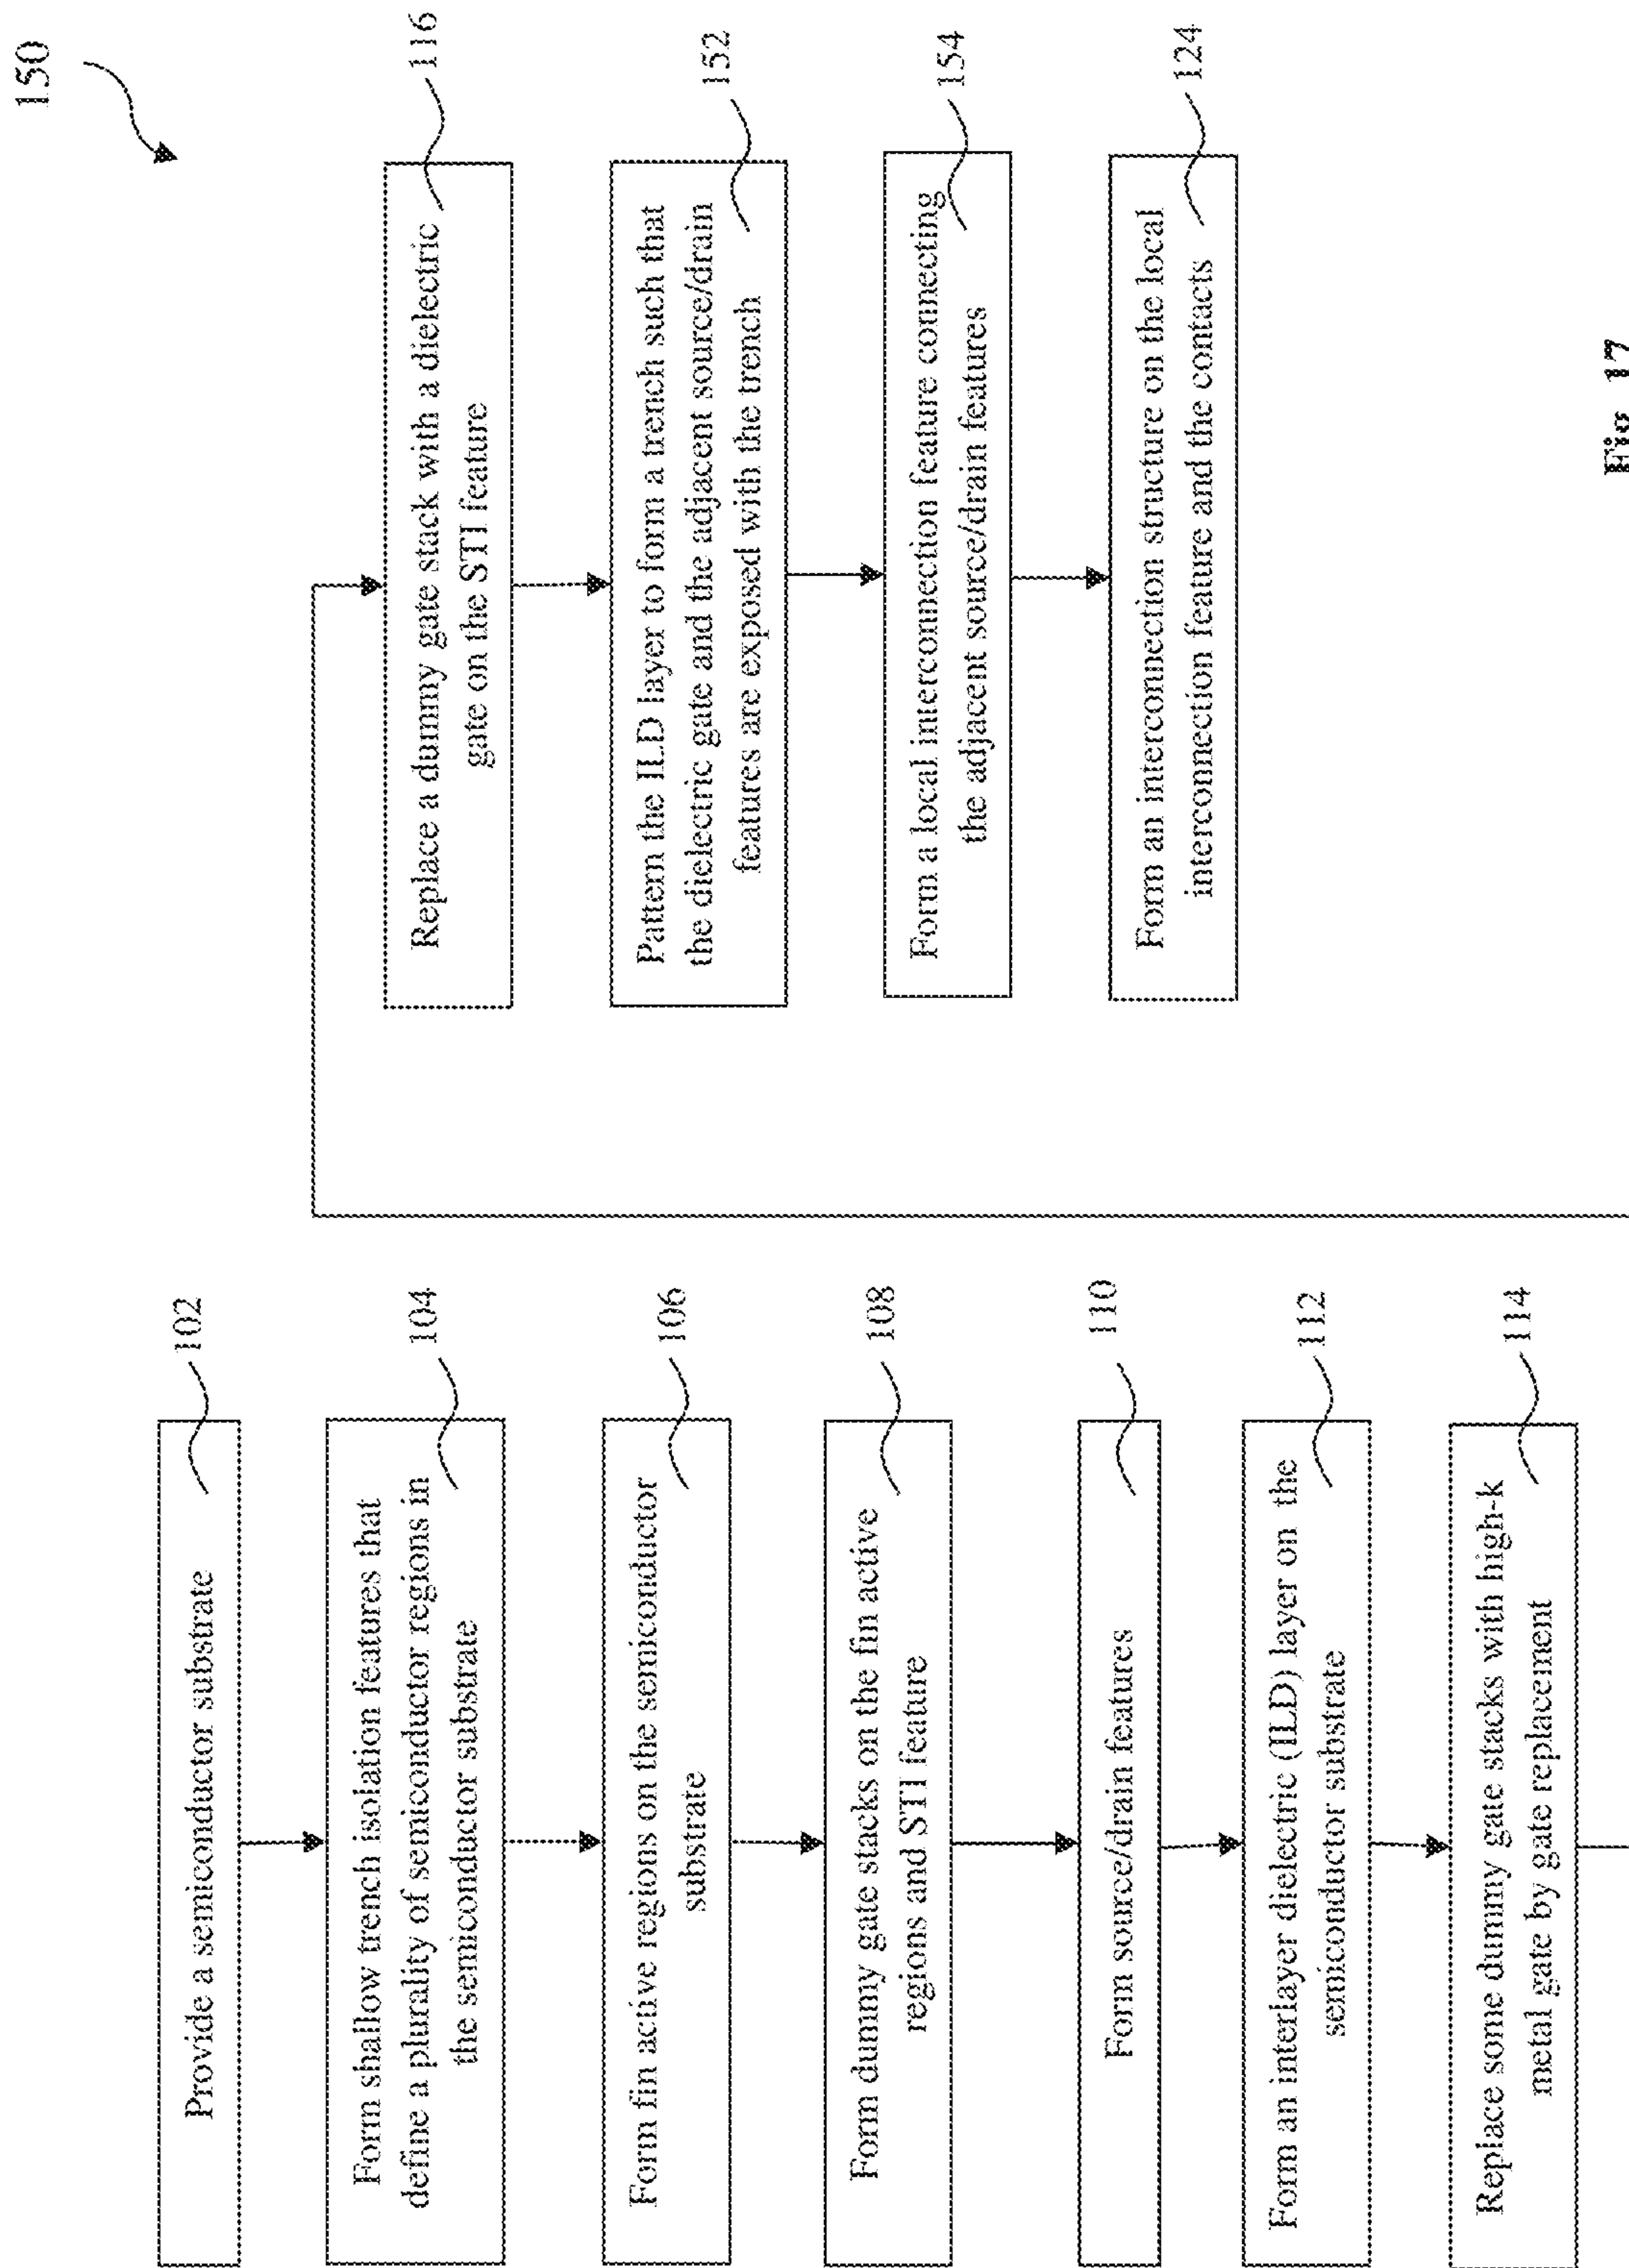 150
Provide a semiconductor substrate
102
Form shallow trench isolation features that
define a plurality of semiconductor regions in
the semiconductor substrate
104
Form fin active regions on the semiconductor
substrate
106
Form dummy gate stacks on the fin active
regions and STI feature
108
Form source/drain features
110
Form an interlayer dielectric (ILD) layer on the
semiconductor substrate
112
Replace some dummy gate stacks with high-k
metal gate by gate replacement
114
Replace a dummy gate stack with a dielectric
gate on the STI feature
116
Pattern the ILD layer to form a trench such that
the dielectric gate and the adjacent source/drain
features are exposed with the trench
152
Form a local interconnection feature connecting
the adjacent source/drain features
154
Form an interconnection structure on the local
interconnection feature and the contacts
124
Fig. 17